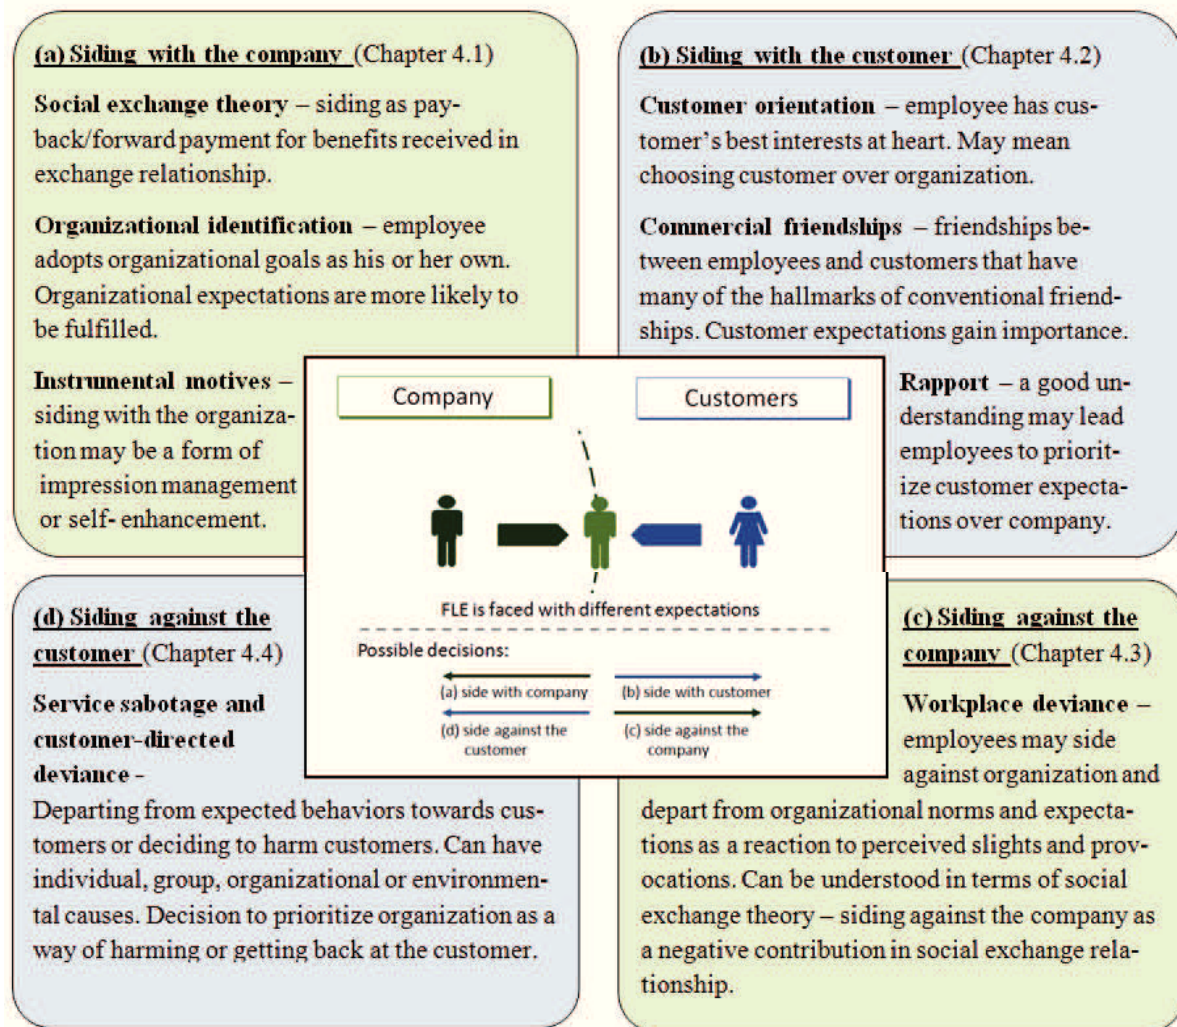 (a) Siding with the company (Chapter 4.1)
Social exchange theory – siding as pay-
back/forward payment for benefits received in
exchange relationship.
Organizational identification – employee
adopts organizational goals as his or her own.
Organizational expectations are more likely to
be fulfilled.
Instrumental motives –
siding with the organiza-
tion may be a form of
impression management
or self- enhancement.
(b) Siding with the customer (Chapter 4.2)
Customer orientation – employee has cus-
tomer's best interests at heart. May mean
choosing customer over organization.
Commercial friendships – friendships be-
tween employees and customers that have
many of the hallmarks of conventional friend-
ships. Customer expectations gain importance.
Rapport – a good un-
derstanding may lead
employees to priorit-
ize customer expecta-
tions over company.
Company
Customers
FLE is faced with different expectations
Possible decisions:
(a) side with company
(b) side with customer
(d) side against the
customer
(c) side against the
company
(d) Siding against the
customer (Chapter 4.4)
Service sabotage and
customer-directed
deviance -
Departing from expected behaviors towards cus-
tomers or deciding to harm customers. Can have
individual, group, organizational or environmen-
tal causes. Decision to prioritize organization as a
way of harming or getting back at the customer.
(c) Siding against the
company (Chapter 4.3)
Workplace deviance –
employees may side
against organization and
depart from organizational norms and expecta-
tions as a reaction to perceived slights and prov-
ocations. Can be understood in terms of social
exchange theory – siding against the company as
a negative contribution in social exchange rela-
tionship.